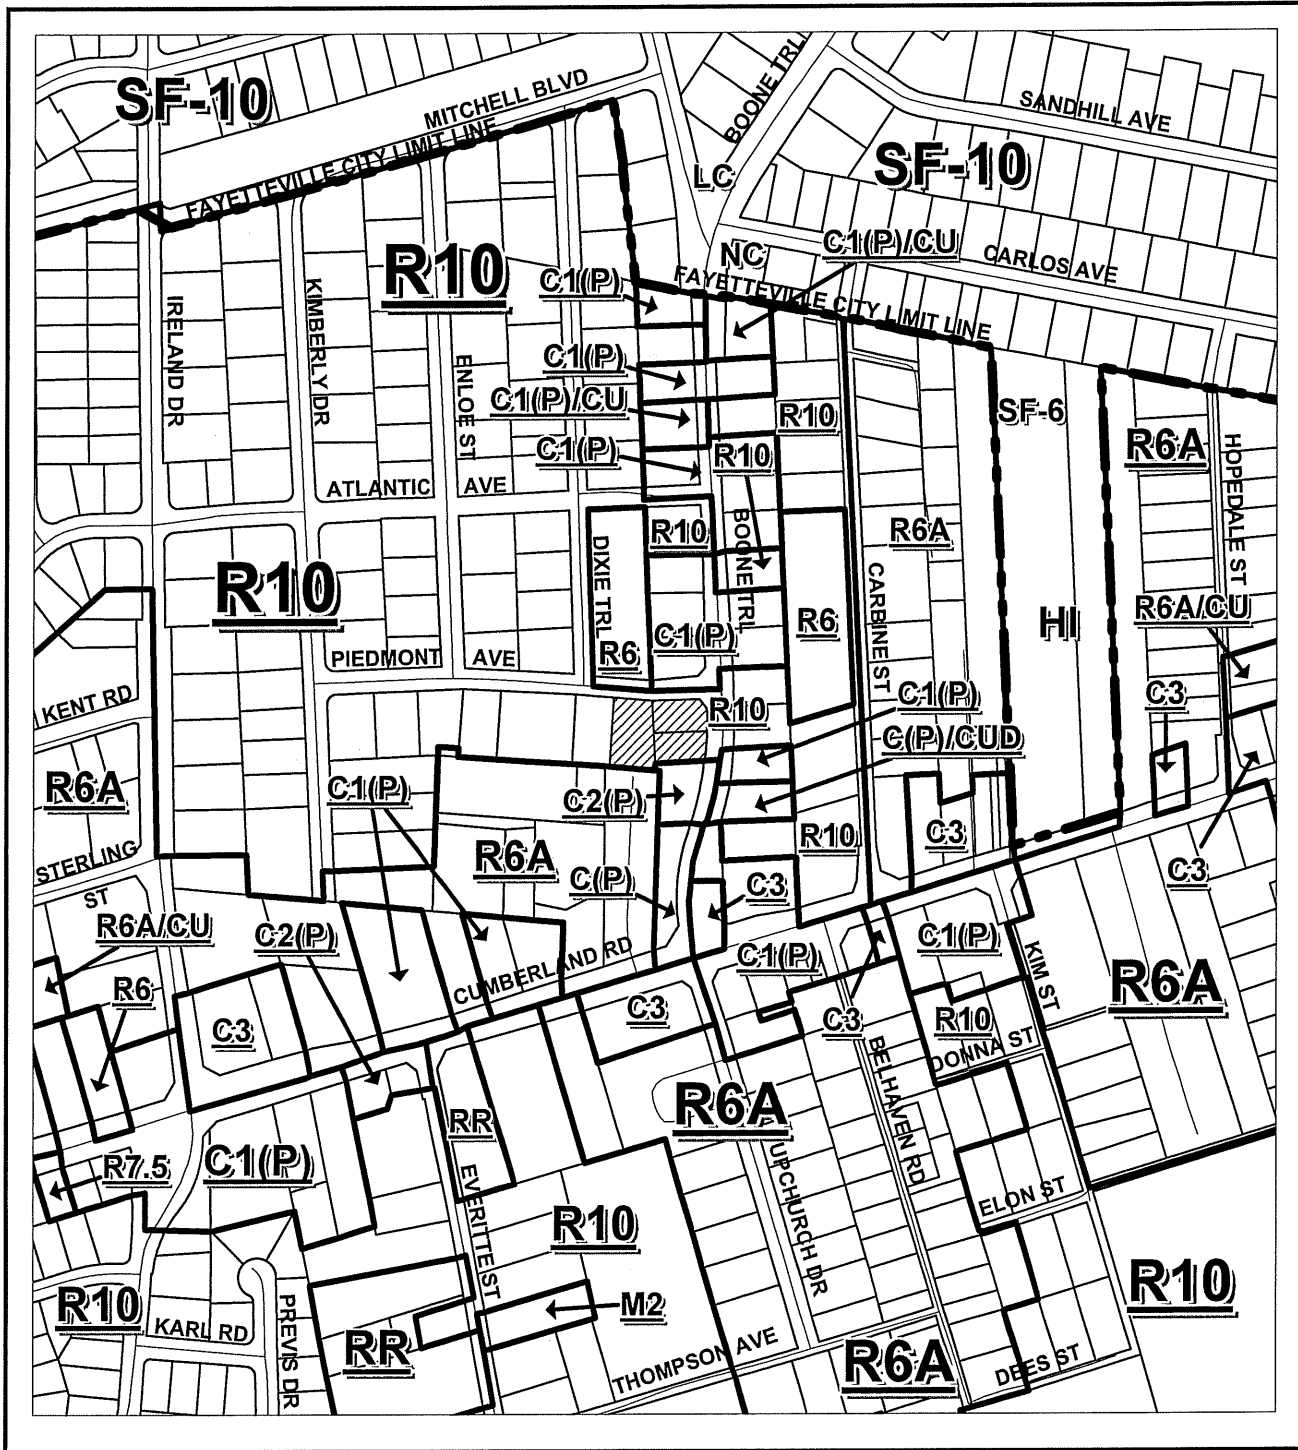 SF-10
MITCHELL BLVD
BOONE TRL
SANDHILL AVE
FAYETTEVILLE CITY LIMIT LINE
LC
SF-10
R10
C1(P)
NC
C1(P)/CU
CARLOS AVE
FAYETTEVILLE CITY LIMIT LINE
IRELAND DR
KIMBERLY DR
ENLOE ST
C1(P)
C1(P)/CU
R10
SF-6
R6A
HOPEDALE ST
C1(P)
R10
ATLANTIC AVE
R10
BOONE TRL
R6A
DIXIE TRL
CARBINE ST
R10
R6A/CU
HI
R6
C1(P)
R6
PIEDMONT AVE
KENT RD
R10
C1(P)
C3
C(P)/CUD
R6A
C1(P)
C2(P)
R6A
R10
C3
STERLING ST
C(P)
C3
C3
R6A/CU
C2(P)
C1(P)
C1(P)
CUMBERLAND RD
KIM ST
R6A
R6
C3
C3
C3
R10
DONNA ST
BELHAVEN RD
R6A
RR
C1(P)
R7.5
EVERITTE ST
UPCHURCH DR
ELON ST
R10
R10
R10
PREVIS DR
M2
KARL RD
RR
THOMPSON AVE
R6A
DEES ST